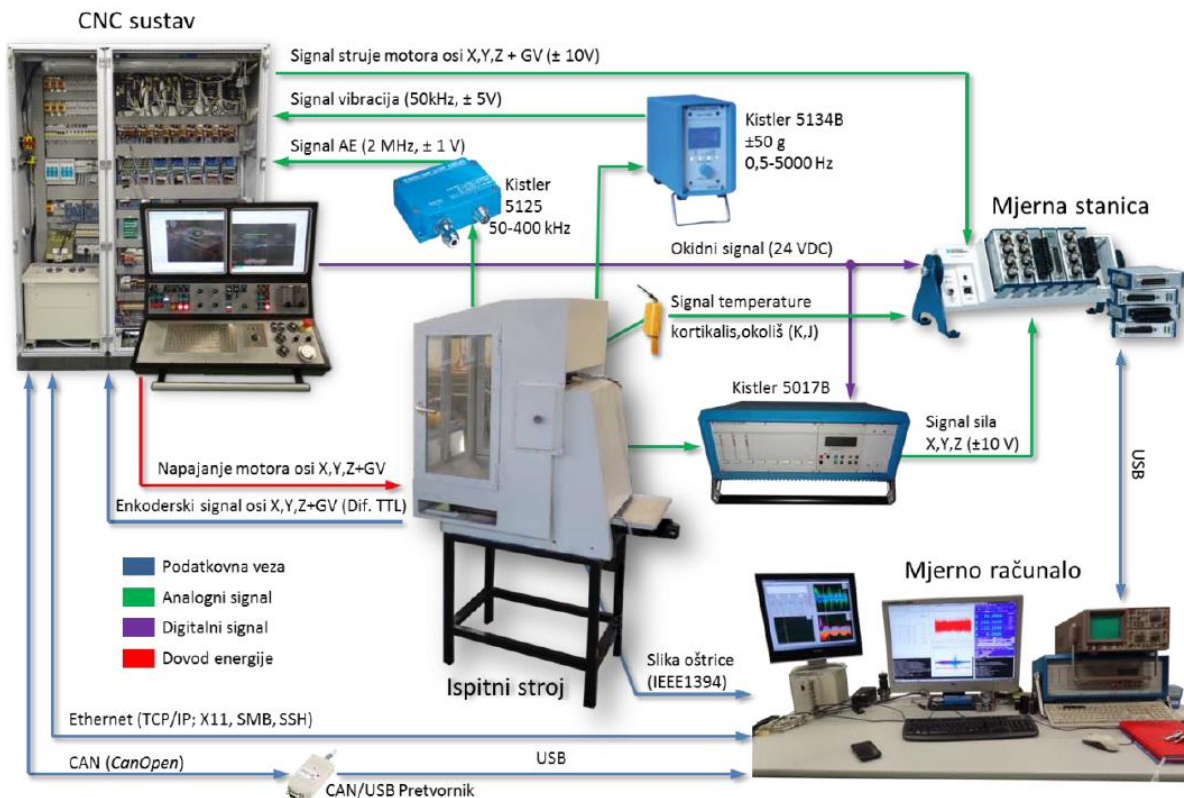 CNC sustav
Signal struje motora osi X,Y,Z + GV (± 10V)
Signal vibracija (50kHz, ± 5V)
Signal AE (2 MHz, ± 1 V)
Kistler 5134B
±50 g
0,5-5000 Hz
Kistler
5125
50-400 kHz
Mjerna stanica
Okidni signal (24 VDC)
Signal temperature
kortikalis,okoliš (K,J)
Kistler 5017B
Signal sila
X,Y,Z (±10 V)
USB
Napajanje motora osi X,Y,Z+GV
Enkoderski signal osi X,Y,Z+GV (Dif. TTL)
Podatkovna veza
Analogni signal
Digitalni signal
Dovod energije
Ispitni stroj
Mjerno računalo
Slika oštrice
(IEEE1394)
Ethernet (TCP/IP; X11, SMB, SSH)
CAN (CanOpen)
USB
CAN/USB Pretvornik